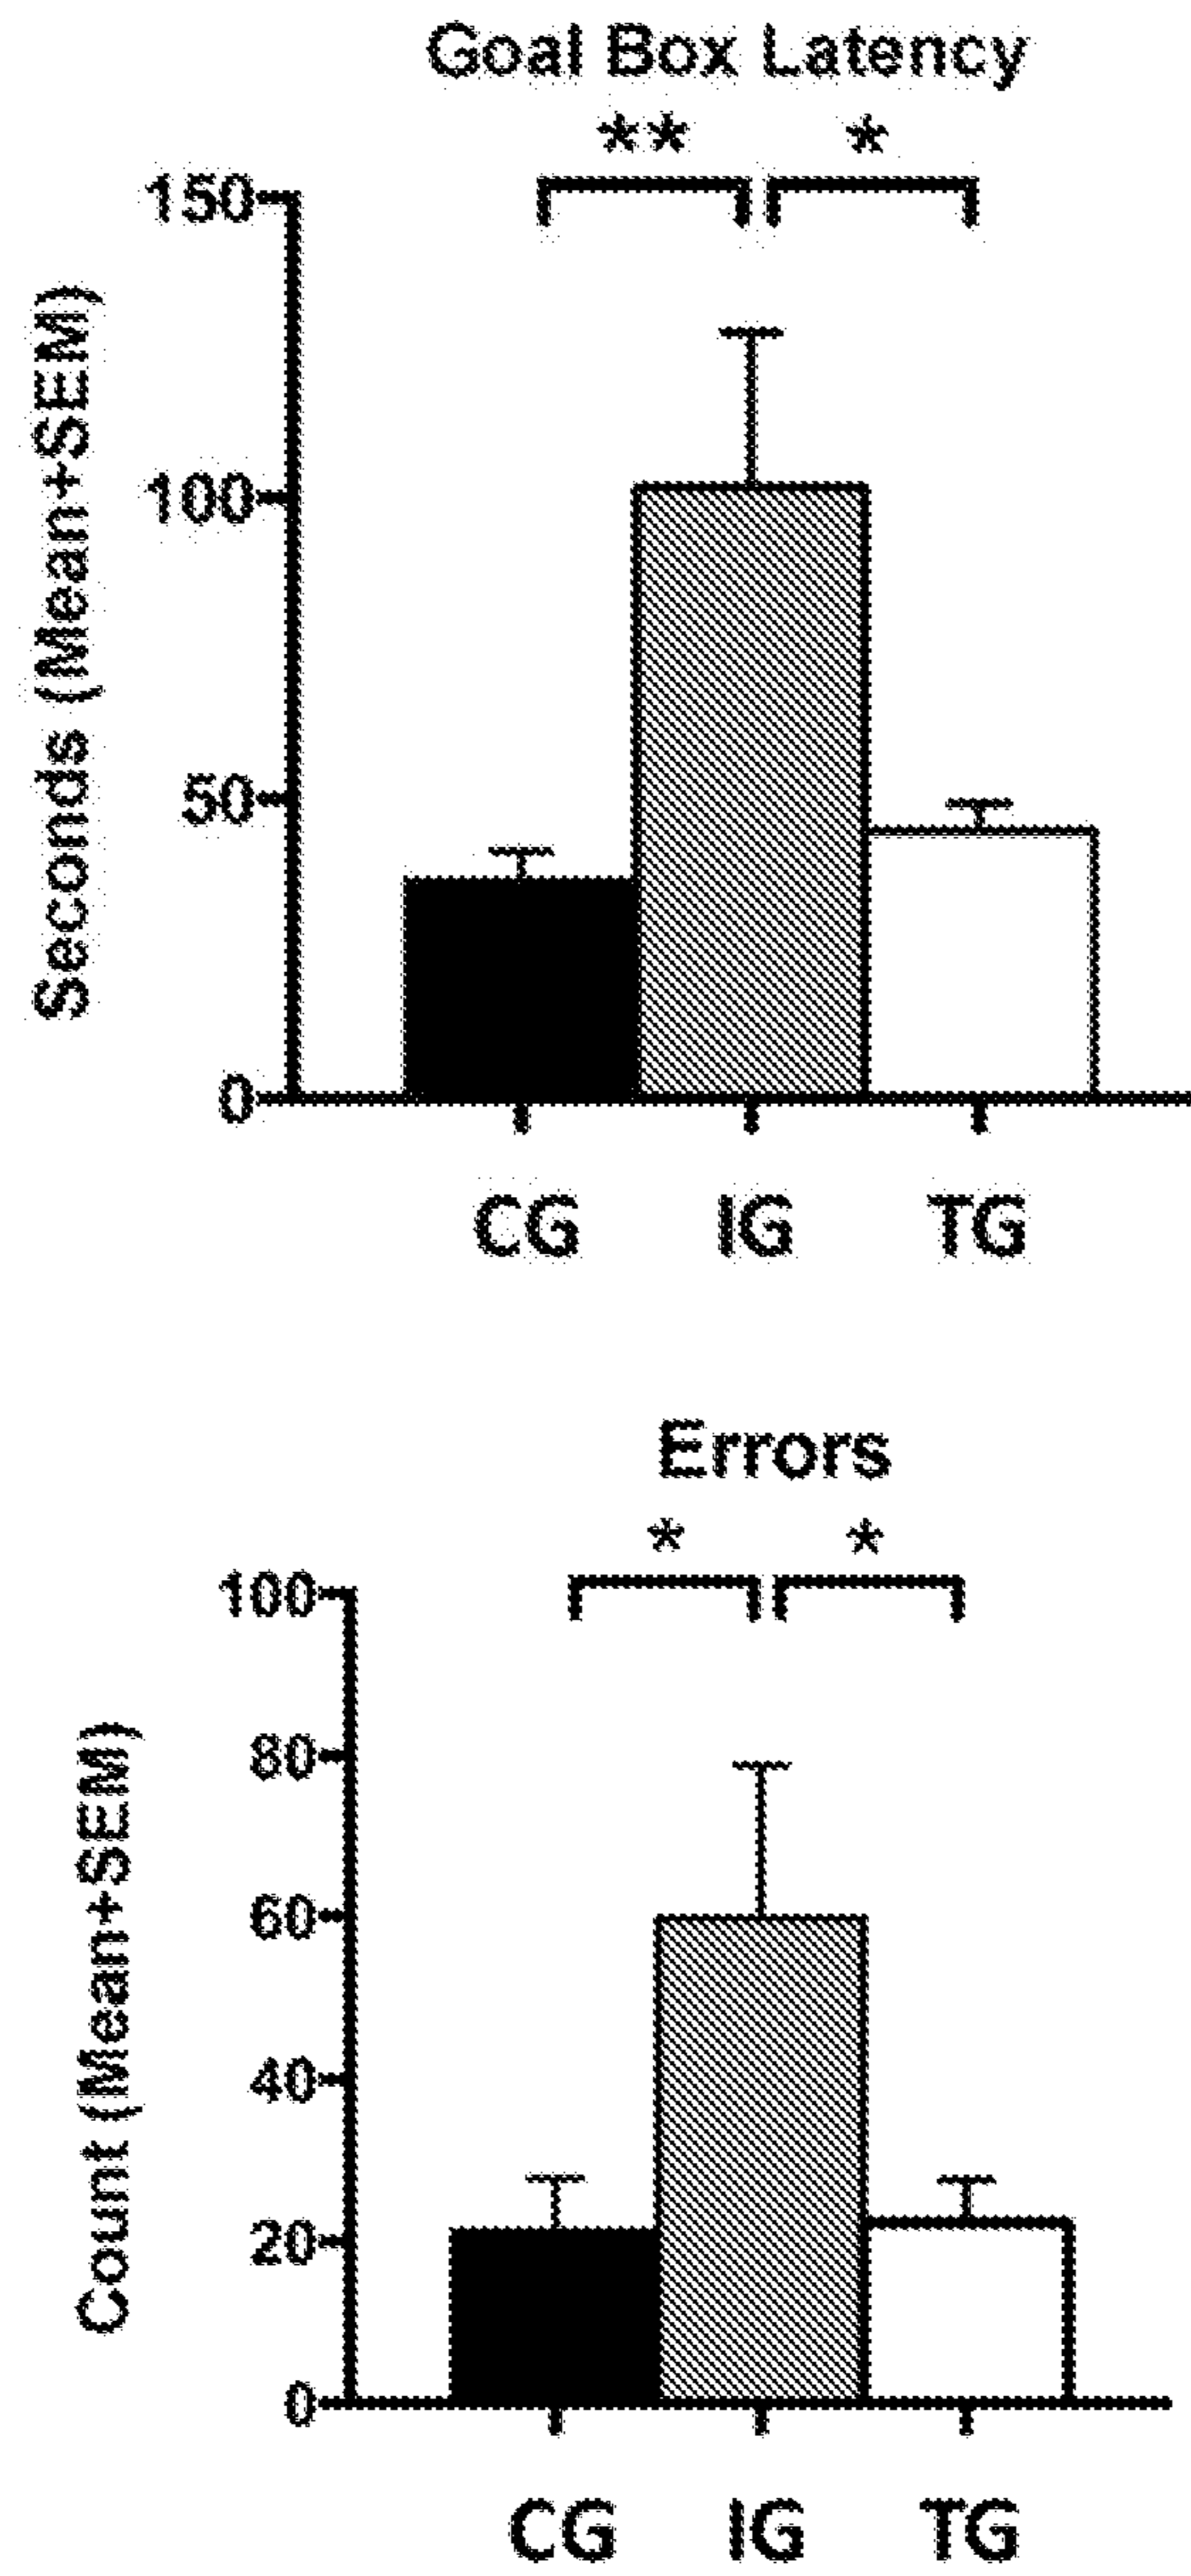 Goal Box Latency
** *
150
100
50
0
Seconds (Mean+SEM)
CG IG TG
Errors
* *
100
80
60
40
20
0
Count (Mean+SEM)
CG IG TG